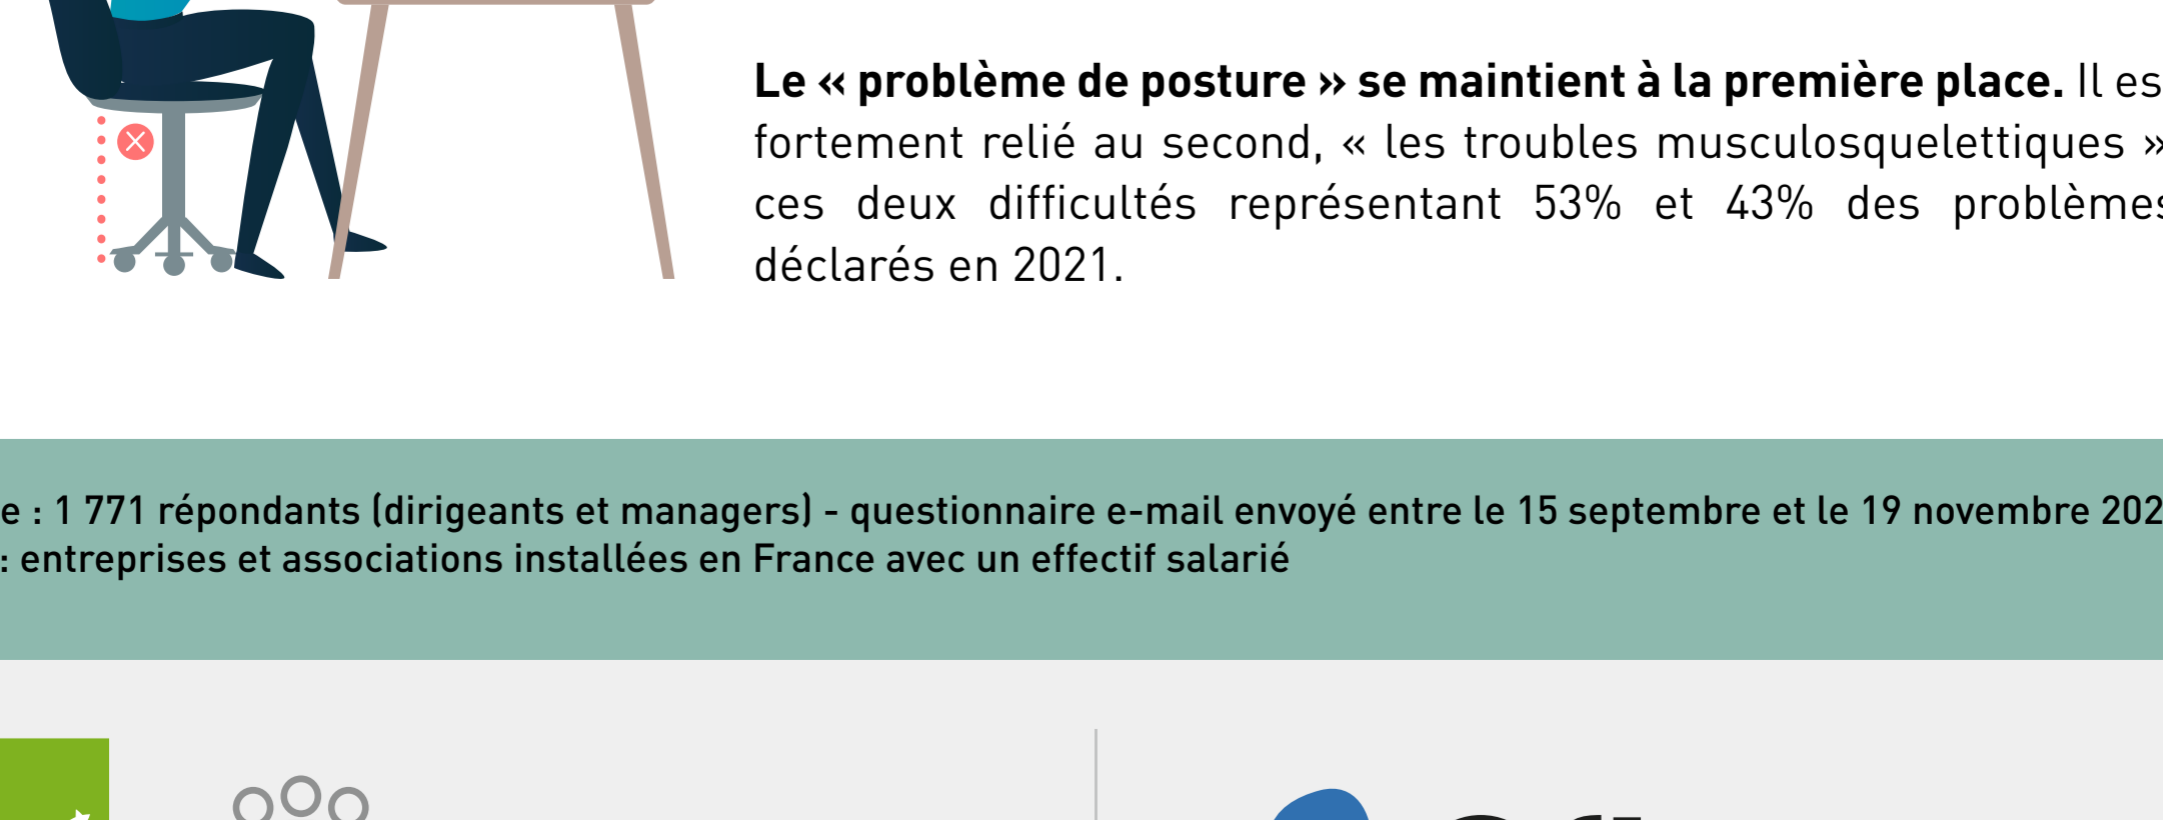 Le « problème de posture » se maintient à la première place. Il es
fortement relié au second, « les troubles musculosquelettiques »
ces deux difficultés représentant 53% et 43% des problèmes
déclarés en 2021.
e : 1 771 répondants (dirigeants et managers) - questionnaire e-mail envoyé entre le 15 septembre et le 19 novembre 202
: entreprises et associations installées en France avec un effectif salarié